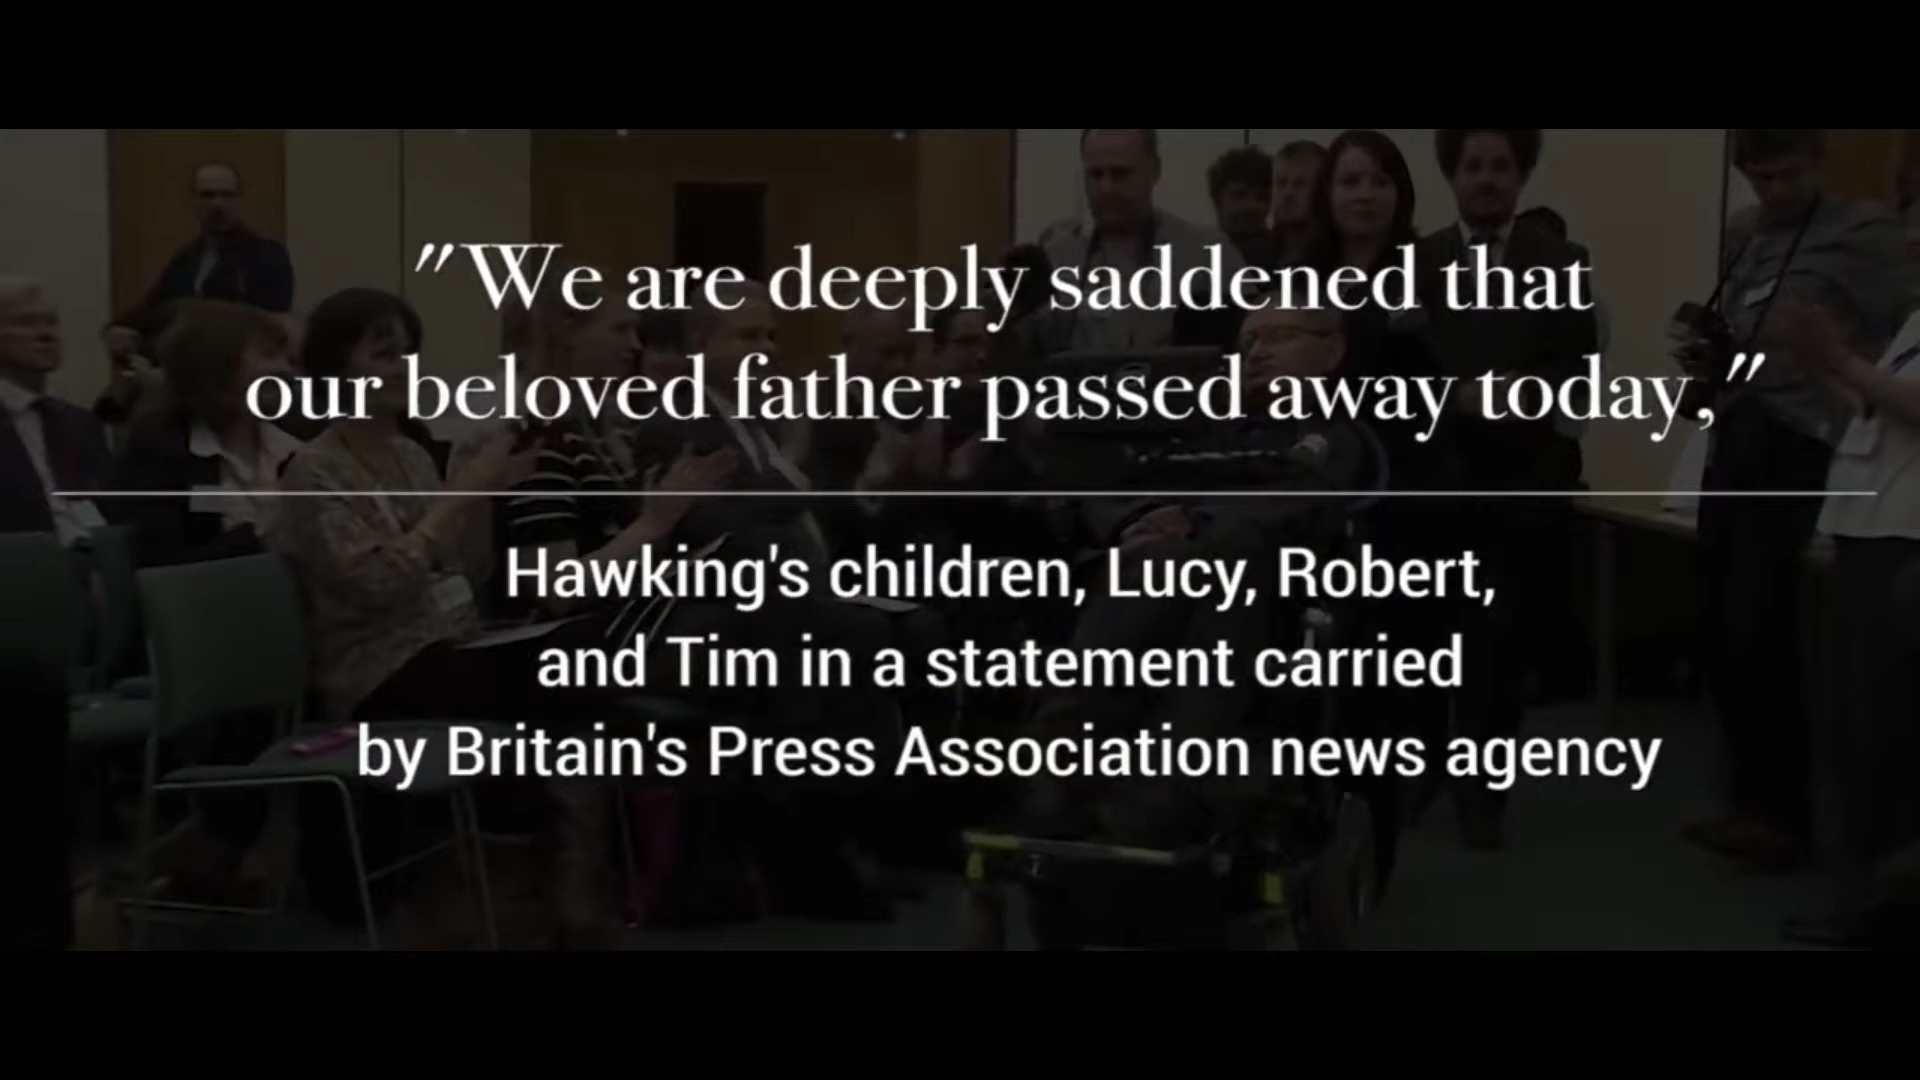 "We are deeply saddened that
our beloved father passed away today,"
Hawking's children, Lucy, Robert,
and Tim in a statement carried
by Britain's Press Association news agency